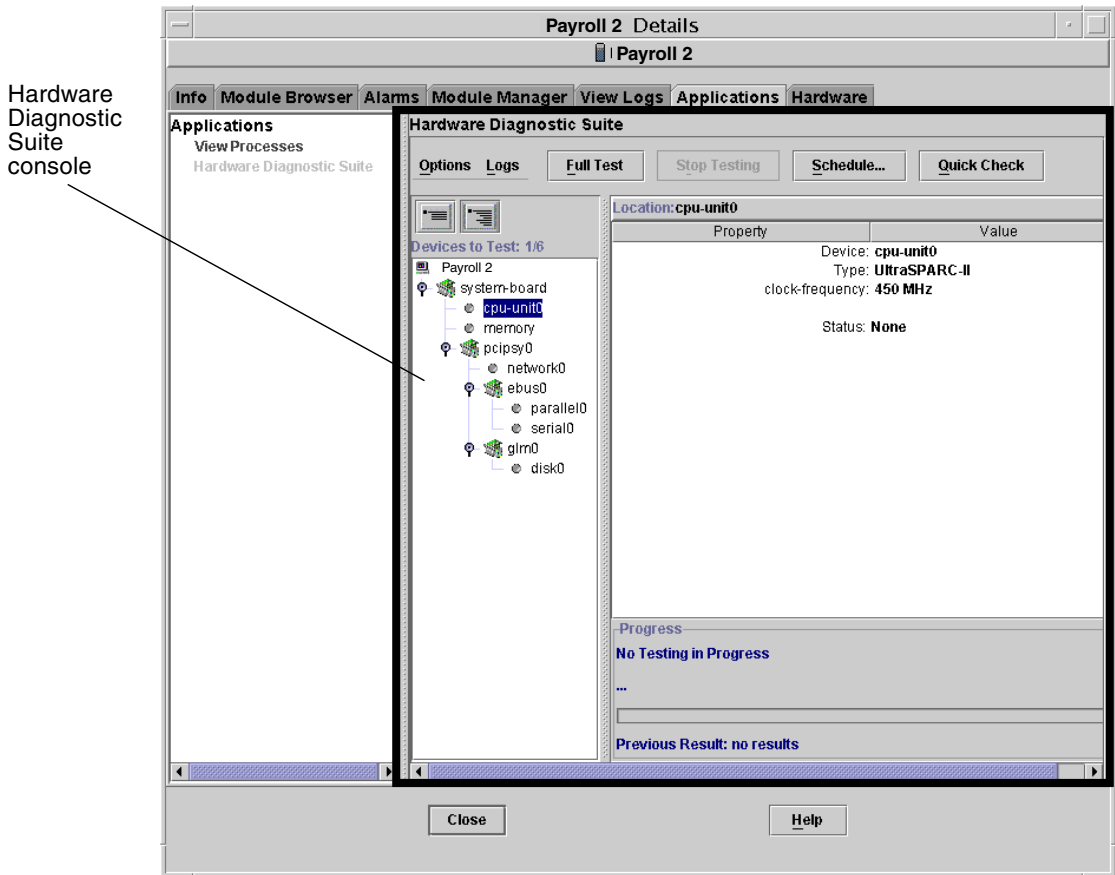 Payroll 2 Details
Payroll 2
Hardware
Diagnostic
Suite
console
Info Module Browser Alarms Module Manager View Logs Applications Hardware
Applications
View Processes
Hardware Diagnostic Suite
Hardware Diagnostic Suite
Options Logs Full Test Stop Testing Schedule... Quick Check
Devices to Test: 1/6
Payroll 2
system-board
cpu-unit0
memory
pcipsy0
network0
ebus0
parallel0
serial0
glm0
disk0
Location:cpu-unit0
Property Value
Device: cpu-unit0
Type: UltraSPARC-II
clock-frequency: 450 MHz
Status: None
Progress
No Testing in Progress
...
Previous Result: no results
Close Help